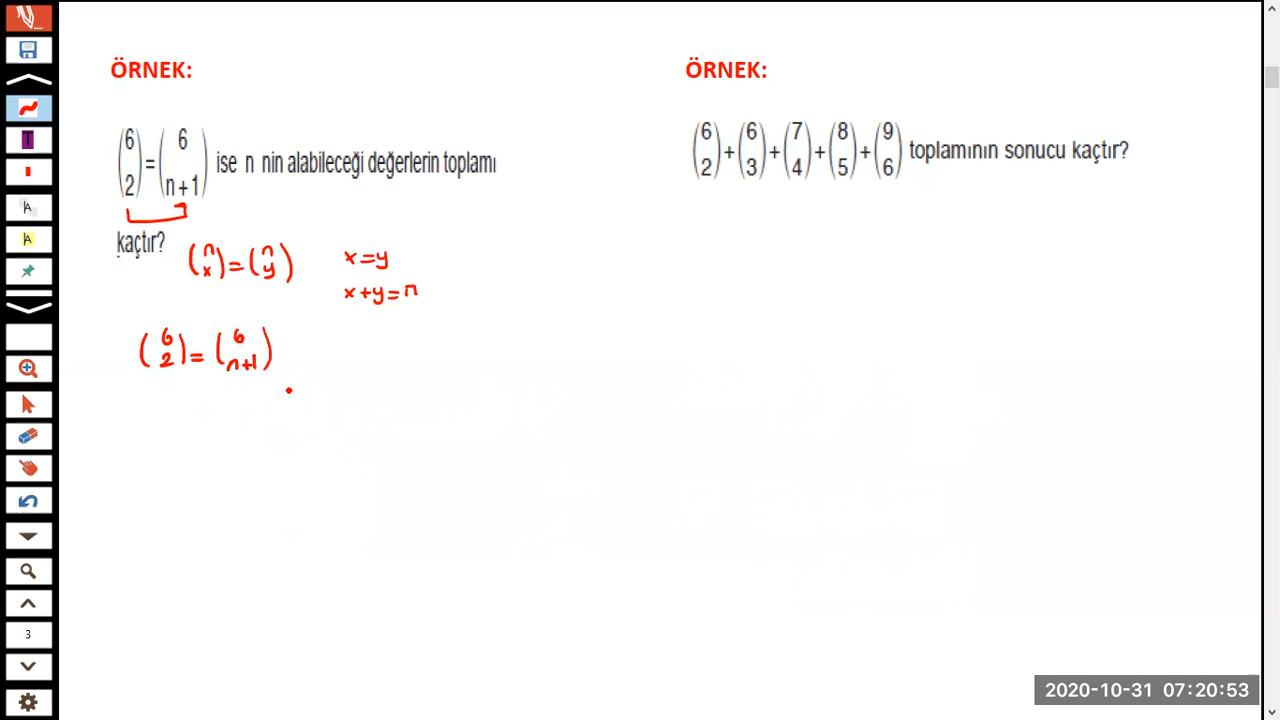 ÖRNEK:
(6 2) = (6 n + 1) ise n nin alabileceği değerlerin toplamı
kaçtır?
(n x) = (n y) x = y
x + y = n
(6 2) = (6 n+1)
ÖRNEK:
(6 2) + (6 3) + (7 4) + (8 5) + (9 6) toplamının sonucu kaçtır?
3
2020-10-31 07:20:53